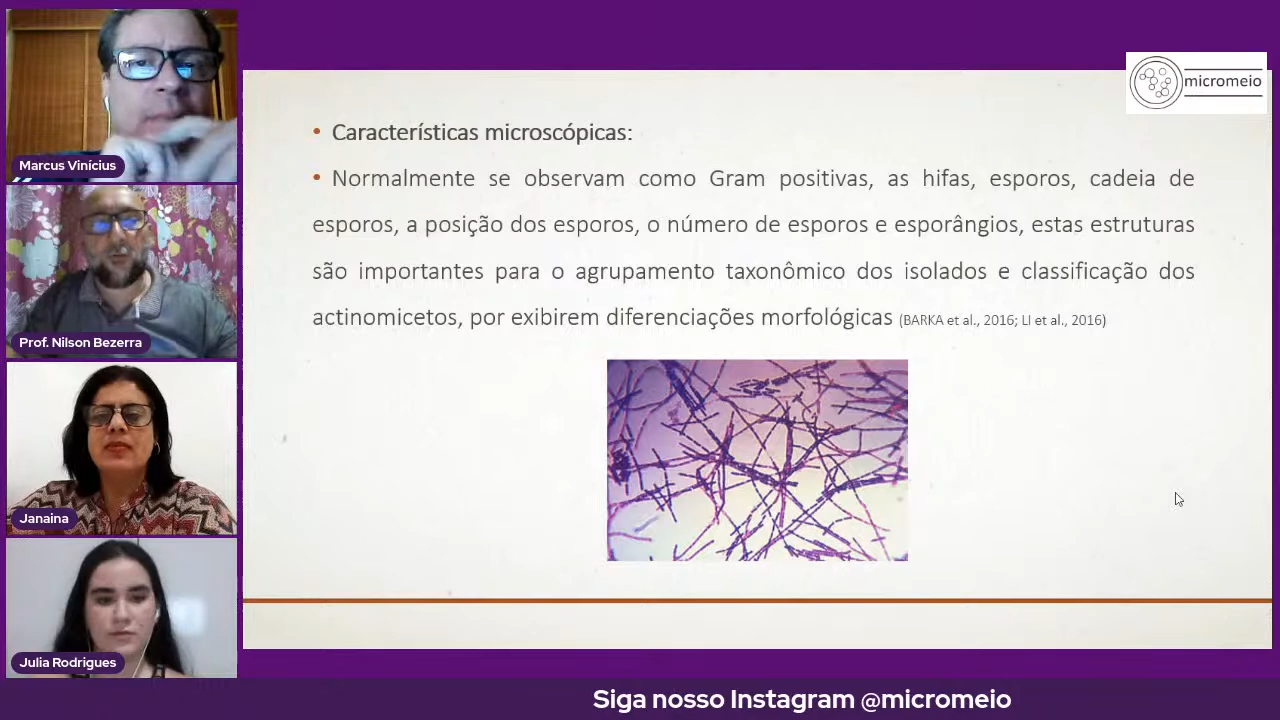 micromeio
• Características microscópicas:
• Normalmente se observam como Gram positivas, as hifas, esporos, cadeia de
esporos, a posição dos esporos, o número de esporos e esporângios, estas estruturas
são importantes para o agrupamento taxonômico dos isolados e classificação dos
actinomicetos, por exibirem diferenciações morfológicas (BARKA et al., 2016; LI et al., 2016)
Marcus Vinícius
Prof. Nilson Bezerra
Janaina
Julia Rodrigues
Siga nosso Instagram @micromeio